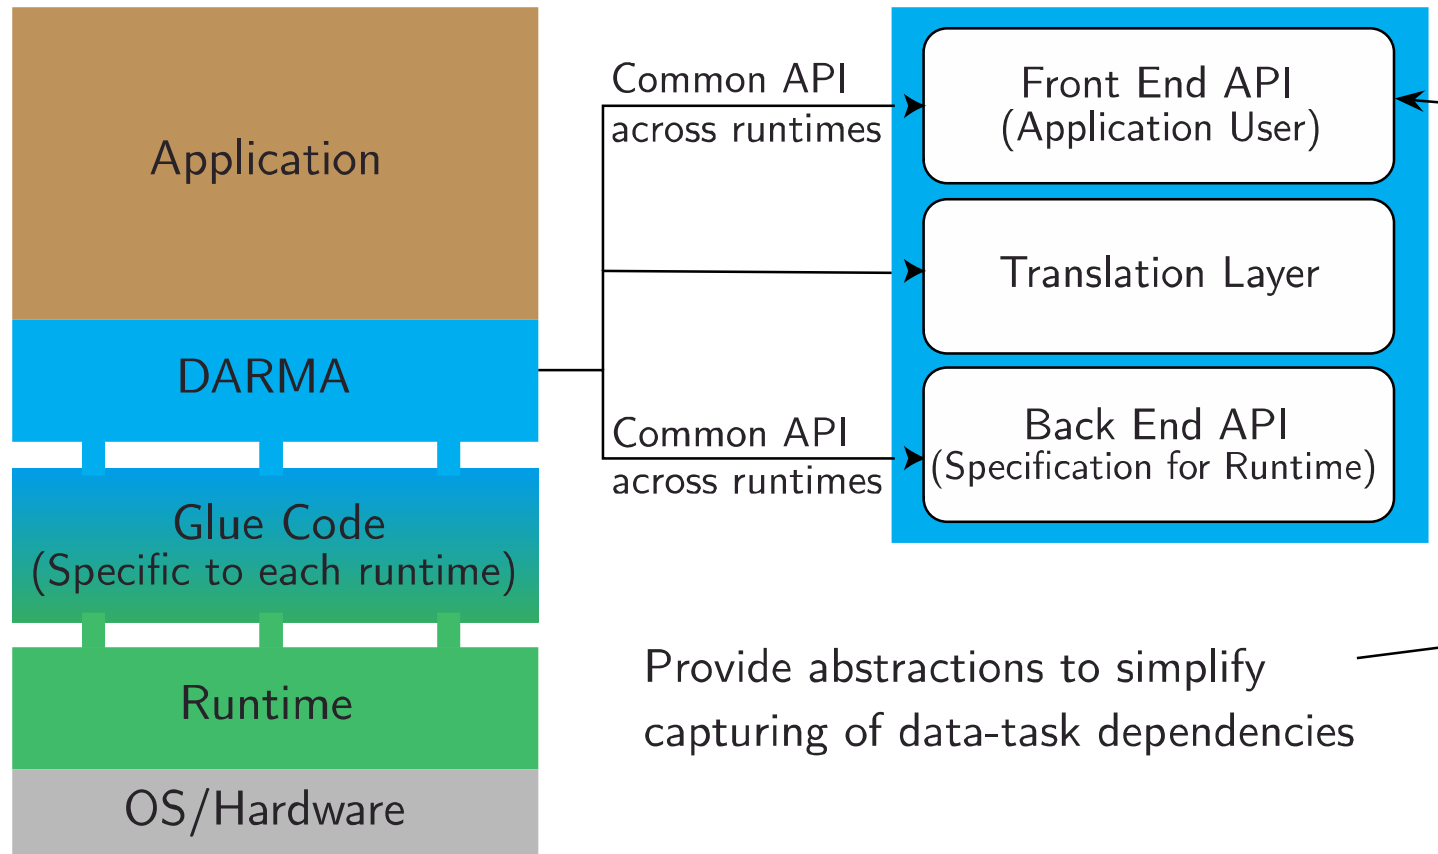 Application
DARMA
Glue Code
(Specific to each runtime)
Runtime
OS/Hardware
Common API
across runtimes
Common API
across runtimes
Front End API
(Application User)
Translation Layer
Back End API
(Specification for Runtime)
Provide abstractions to simplify
capturing of data-task dependencies